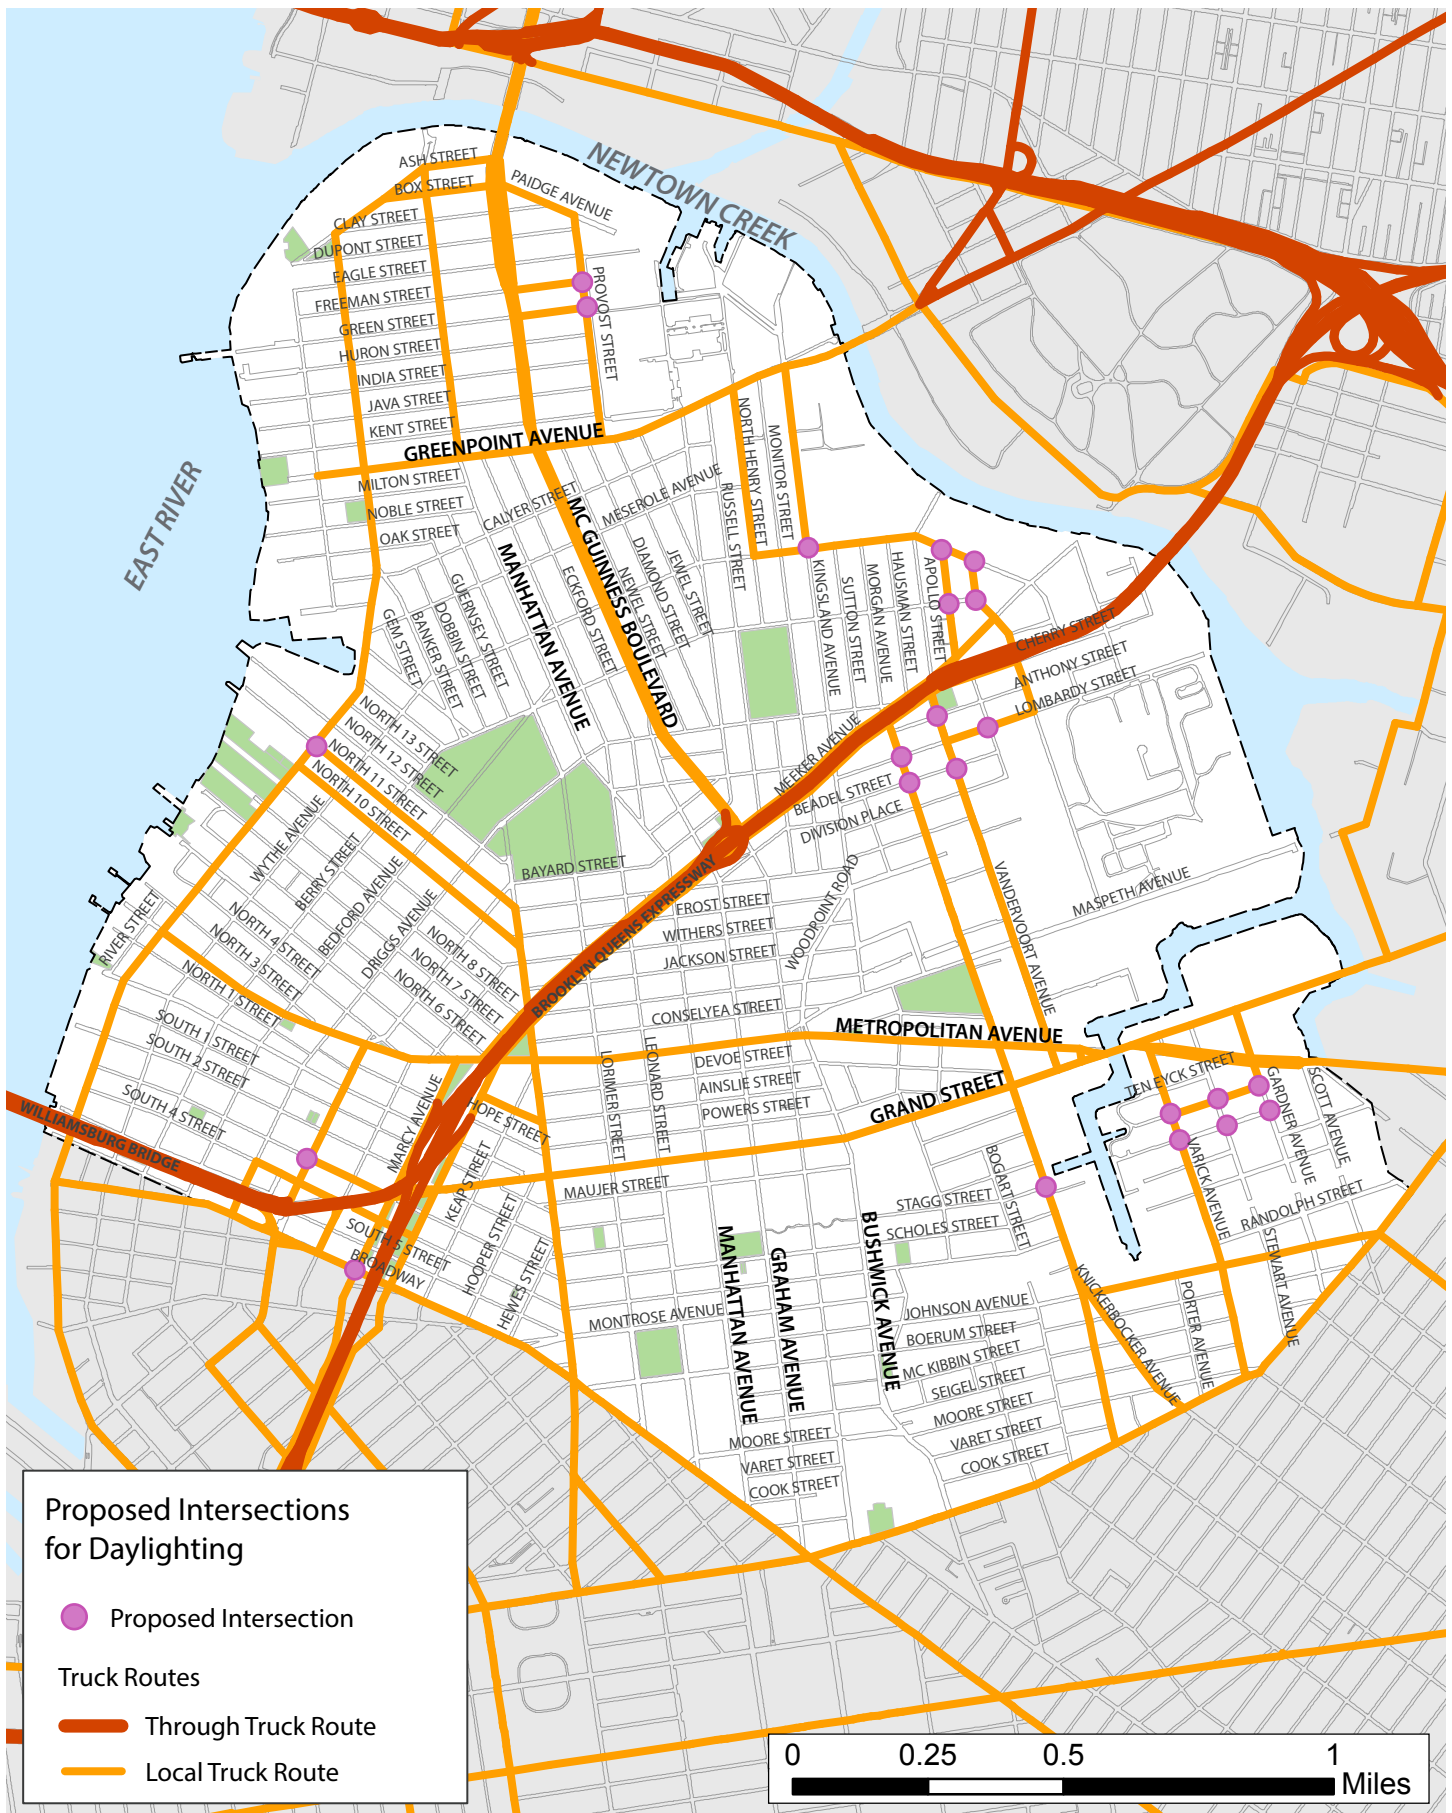 ASH STREET
BOX STREET
PAIDGE AVENUE
NEWTOWN CREEK
CLAY STREET
DUPONT STREET
EAGLE STREET
FREEMAN STREET
PROVOST STREET
GREEN STREET
HURON STREET
INDIA STREET
JAVA STREET
KENT STREET
GREENPOINT AVENUE
NORTH HENRY STREET
MONITOR STREET
EAST RIVER
MILTON STREET
NOBLE STREET
CALYER STREET
MESEROLE AVENUE
RUSSELL STREET
OAK STREET
MANHATTAN AVENUE
MC GUINNESS BOULEVARD
ECKFORD STREET
NEWEL STREET
DIAMOND STREET
JEWEL STREET
GUERNSEY STREET
DOBBIN STREET
BANKER STREET
GEM STREET
KINGSLAND AVENUE
SUTTON STREET
MORGAN AVENUE
HAUSMAN STREET
APOLLO STREET
CHERRY STREET
ANTHONY STREET
LOMBARDY STREET
NORTH 13 STREET
NORTH 12 STREET
NORTH 11 STREET
NORTH 10 STREET
MEEKER AVENUE
BEADEL STREET
DIVISION PLACE
WYTHE AVENUE
BERRY STREET
BEDFORD AVENUE
DRIGGS AVENUE
BAYARD STREET
BROOKLYN QUEENS EXPRESSWAY
FROST STREET
WITHERS STREET
JACKSON STREET
WOODPOINT ROAD
VANDERVOORT AVENUE
MASPETH AVENUE
RIVER STREET
NORTH 4 STREET
NORTH 3 STREET
NORTH 1 STREET
NORTH 8 STREET
NORTH 7 STREET
NORTH 6 STREET
CONSELYEA STREET
METROPOLITAN AVENUE
SOUTH 1 STREET
SOUTH 2 STREET
SOUTH 4 STREET
LORIMER STREET
LEONARD STREET
DEVOE STREET
AINSLIE STREET
POWERS STREET
GRAND STREET
TEN EYCK STREET
GARDNER AVENUE
SCOTT AVENUE
WILLIAMSBURG BRIDGE
MARCY AVENUE
HOPE STREET
KEAP STREET
MAUJER STREET
BOGART STREET
VARICK AVENUE
STAGG STREET
SCHOLES STREET
RANDOLPH STREET
SOUTH 5 STREET
BROADWAY
HOOPER STREET
HEWES STREET
MANHATTAN AVENUE
GRAHAM AVENUE
BUSHWICK AVENUE
KNICKERBOCKER AVENUE
PORTER AVENUE
STEWART AVENUE
MONTROSE AVENUE
JOHNSON AVENUE
BOERUM STREET
MC KIBBIN STREET
SEIGEL STREET
MOORE STREET
VARET STREET
COOK STREET
MOORE STREET
VARET STREET
COOK STREET
Proposed Intersections
for Daylighting
Proposed Intersection
Truck Routes
Through Truck Route
Local Truck Route
0 0.25 0.5 1
Miles